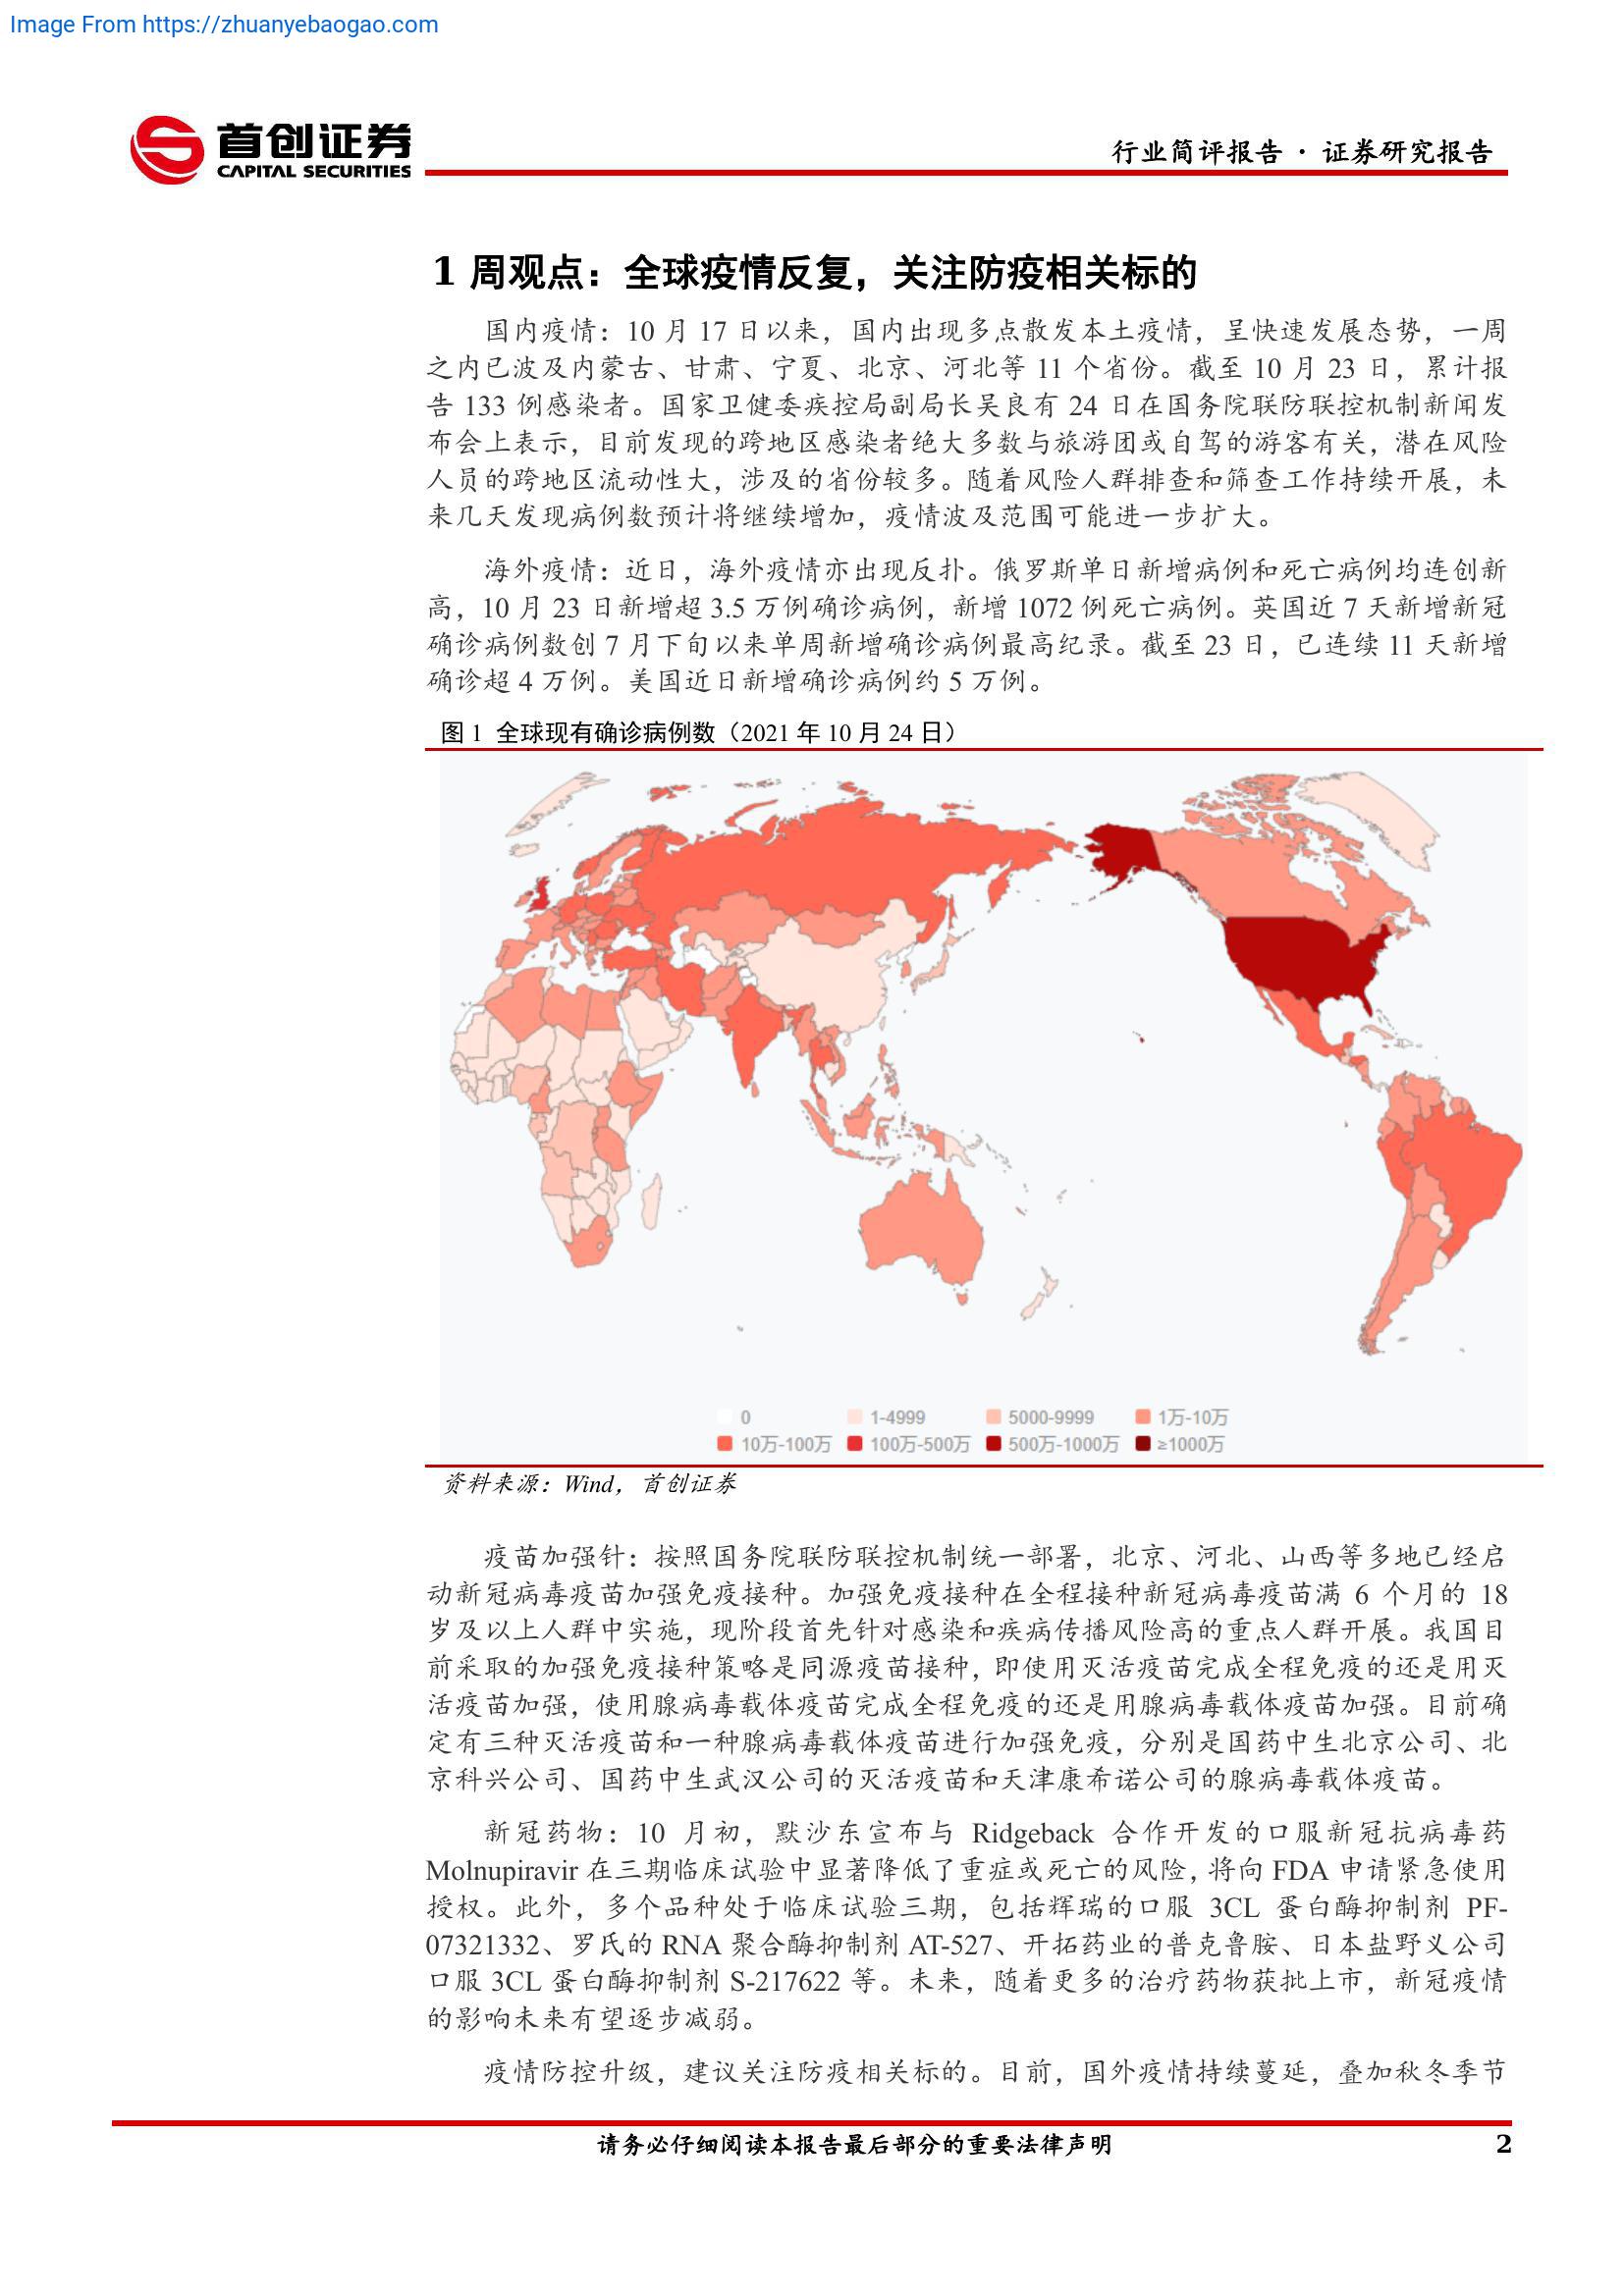 Image From https://zhuanyebaogao.com
首创证券
CAPITAL SECURITIES
行业简评报告 · 证券研究报告
1 周观点：全球疫情反复，关注防疫相关标的
国内疫情：10 月 17 日以来，国内出现多点散发本土疫情，呈快速发展态势，一周
之内已波及内蒙古、甘肃、宁夏、北京、河北等 11 个省份。截至 10 月 23 日，累计报
告 133 例感染者。国家卫健委疾控局副局长吴良有 24 日在国务院联防联控机制新闻发
布会上表示，目前发现的跨地区感染者绝大多数与旅游团或自驾的游客有关，潜在风险
人员的跨地区流动性大，涉及的省份较多。随着风险人群排查和筛查工作持续开展，未
来几天发现病例数预计将继续增加，疫情波及范围可能进一步扩大。
海外疫情：近日，海外疫情亦出现反扑。俄罗斯单日新增病例和死亡病例均连创新
高，10 月 23 日新增超 3.5 万例确诊病例，新增 1072 例死亡病例。英国近 7 天新增新冠
确诊病例数创 7 月下旬以来单周新增确诊病例最高纪录。截至 23 日，已连续 11 天新增
确诊超 4 万例。美国近日新增确诊病例约 5 万例。
图 1 全球现有确诊病例数（2021 年 10 月 24 日）
0 1-4999 5000-9999 1万-10万
10万-100万 100万-500万 500万-1000万 ≥1000万
资料来源：Wind，首创证券
疫苗加强针：按照国务院联防联控机制统一部署，北京、河北、山西等多地已经启
动新冠病毒疫苗加强免疫接种。加强免疫接种在全程接种新冠病毒疫苗满 6 个月的 18
岁及以上人群中实施，现阶段首先针对感染和疾病传播风险高的重点人群开展。我国目
前采取的加强免疫接种策略是同源疫苗接种，即使用灭活疫苗完成全程免疫的还是用灭
活疫苗加强，使用腺病毒载体疫苗完成全程免疫的还是用腺病毒载体疫苗加强。目前确
定有三种灭活疫苗和一种腺病毒载体疫苗进行加强免疫，分别是国药中生北京公司、北
京科兴公司、国药中生武汉公司的灭活疫苗和天津康希诺公司的腺病毒载体疫苗。
新冠药物：10 月初，默沙东宣布与 Ridgeback 合作开发的口服新冠抗病毒药
Molnupiravir 在三期临床试验中显著降低了重症或死亡的风险，将向 FDA 申请紧急使用
授权。此外，多个品种处于临床试验三期，包括辉瑞的口服 3CL 蛋白酶抑制剂 PF-
07321332、罗氏的 RNA 聚合酶抑制剂 AT-527、开拓药业的普克鲁胺、日本盐野义公司
口服 3CL 蛋白酶抑制剂 S-217622 等。未来，随着更多的治疗药物获批上市，新冠疫情
的影响未来有望逐步减弱。
疫情防控升级，建议关注防疫相关标的。目前，国外疫情持续蔓延，叠加秋冬季节
请务必仔细阅读本报告最后部分的重要法律声明
2